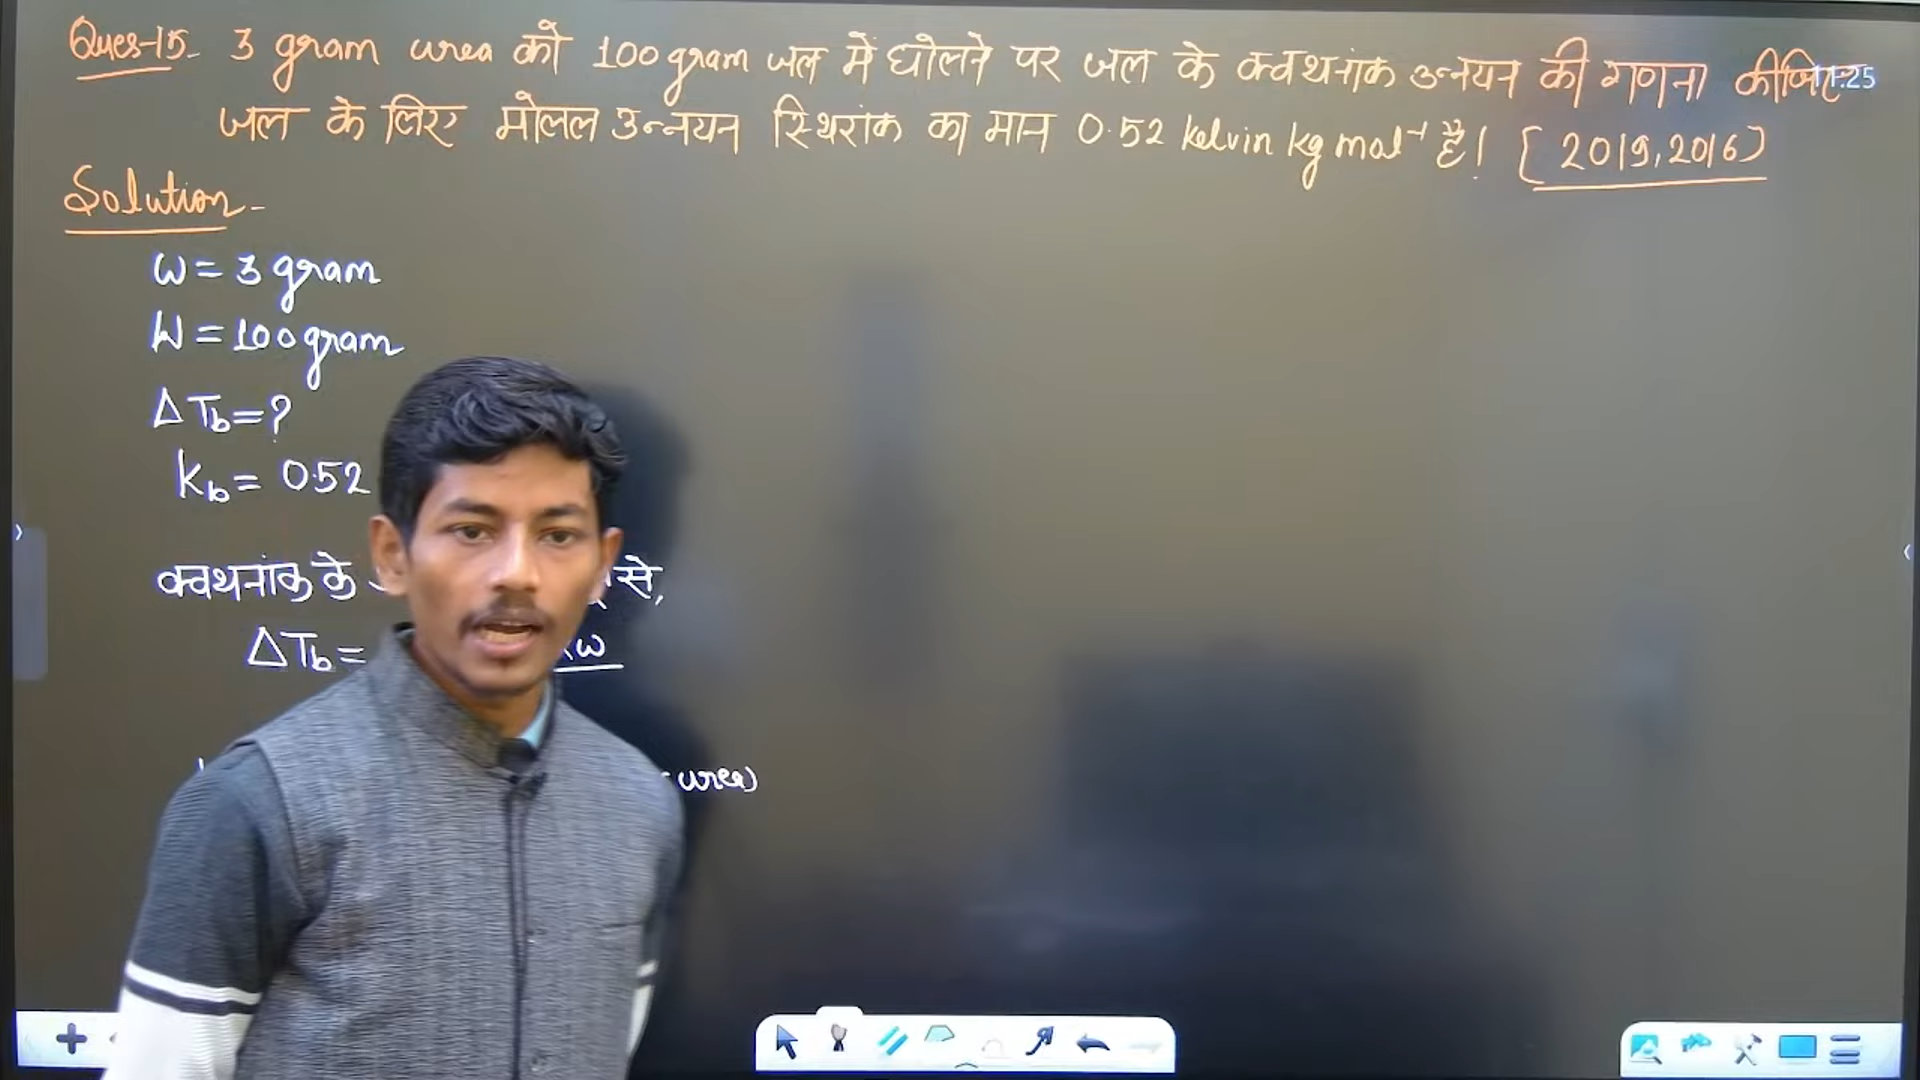 Ques-15- 3 gram urea को 100 gram जल में घोलने पर जल के क्वथनांक उन्नयन की गणना कीजिए
जल के लिए मोलल उन्नयन स्थिरांक का मान 0.52 kelvin kg mol⁻¹ है। [2019,2016)
Solution-
w = 3 gram
W = 100 gram
ΔTb = ?
Kb = 0.52
क्वथनांक के से,
ΔTb = w
urea)